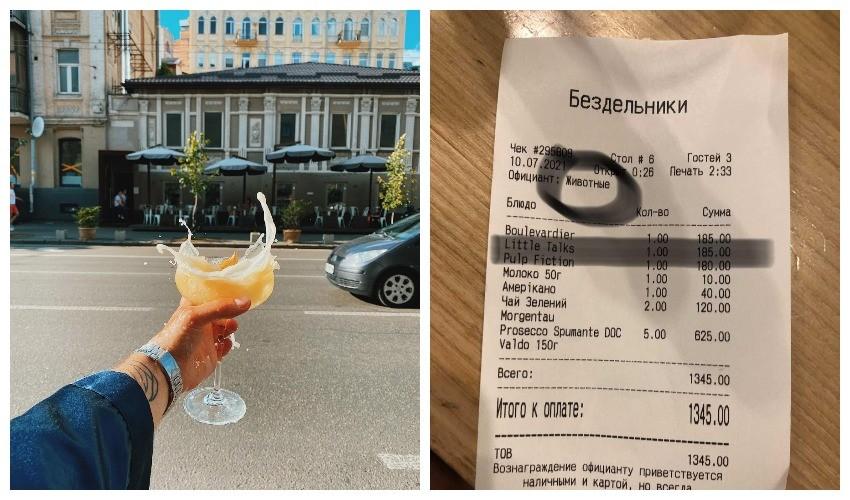 Бездельники
Чек #295809 Стол # 6 Гостей 3
10.07.2021 Открыт 0:26 Печать 2:33
Официант: Животные
Блюдо Кол-во Сумма
Boulevardier 1.00 185.00
Little Talks 1.00 185.00
Pulp Fiction 1.00 180.00
Молоко 50г 1.00 10.00
Амерікано 1.00 40.00
Чай Зелений 2.00 120.00
Morgentau
Prosecco Spumante DOC 5.00 625.00
Valdo 150г
Всего: 1345.00
Итого к оплате: 1345.00
ТОВ 1345.00
Вознаграждение официанту приветствуется
наличными и картой, но всегда